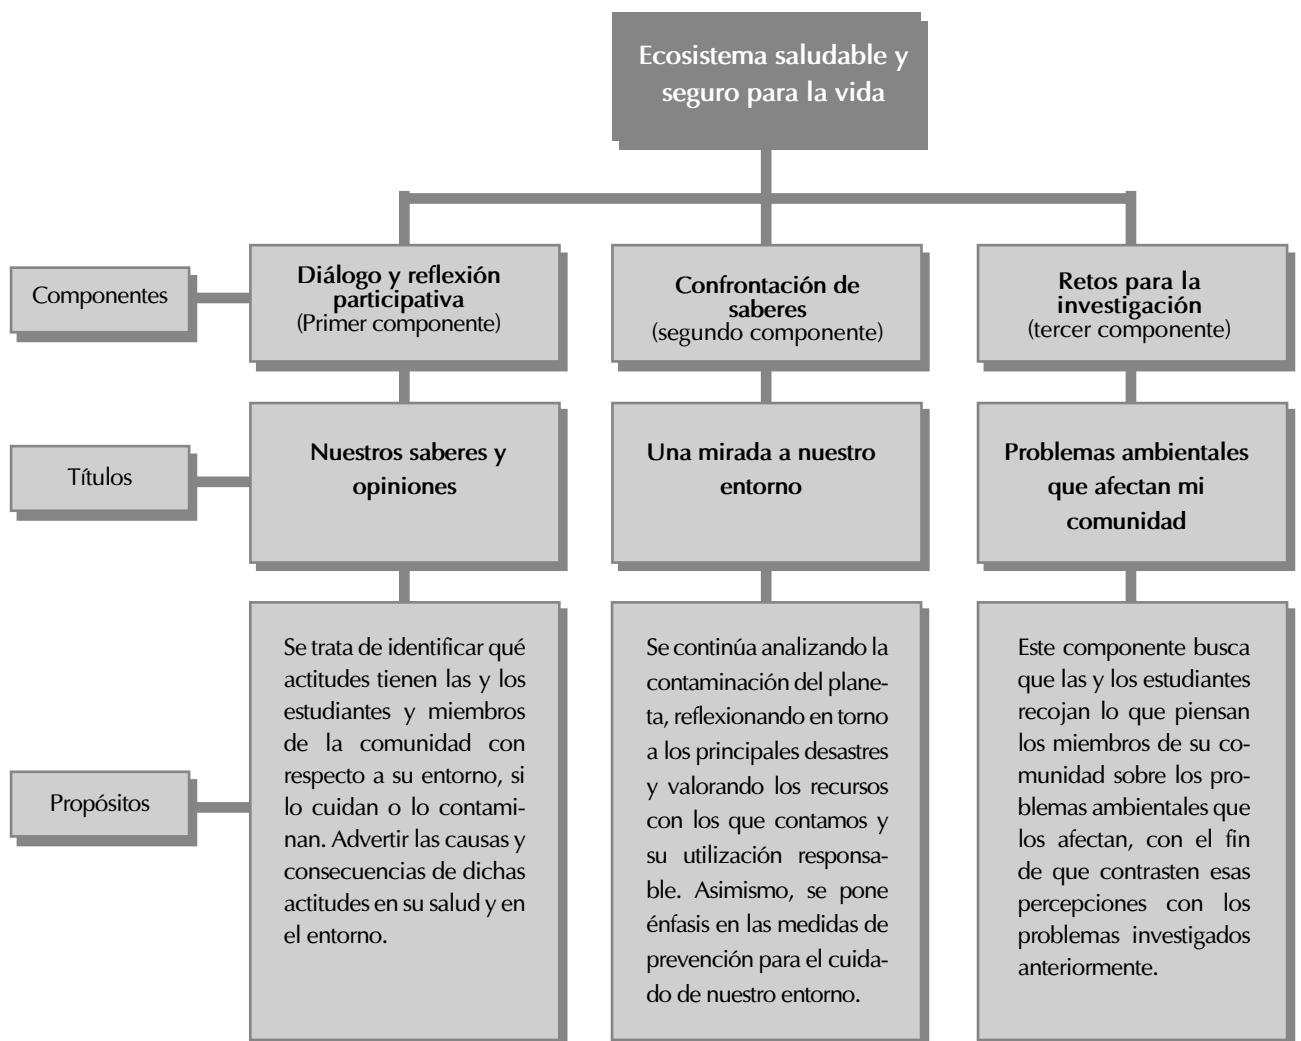 Ecosistema saludable y
seguro para la vida
Componentes
Diálogo y reflexión
participativa
(Primer componente)
Confrontación de
saberes
(segundo componente)
Retos para la
investigación
(tercer componente)
Títulos
Nuestros saberes y
opiniones
Una mirada a nuestro
entorno
Problemas ambientales
que afectan mi
comunidad
Propósitos
Se trata de identificar qué
actitudes tienen las y los
estudiantes y miembros
de la comunidad con
respecto a su entorno, si
lo cuidan o lo contami-
nan. Advertir las causas y
consecuencias de dichas
actitudes en su salud y en
el entorno.
Se continúa analizando la
contaminación del plane-
ta, reflexionando en torno
a los principales desastres
y valorando los recursos
con los que contamos y
su utilización responsa-
ble. Asimismo, se pone
énfasis en las medidas de
prevención para el cuida-
do de nuestro entorno.
Este componente busca
que las y los estudiantes
recojan lo que piensan
los miembros de su co-
munidad sobre los pro-
blemas ambientales que
los afectan, con el fin
de que contrasten esas
percepciones con los
problemas investigados
anteriormente.